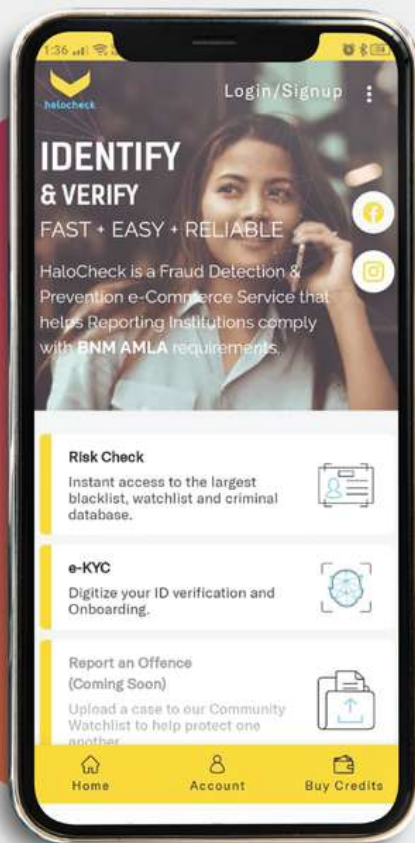 1:36
halocheck
Login/Signup
IDENTIFY
& VERIFY
FAST + EASY + RELIABLE
HaloCheck is a Fraud Detection &
Prevention e-Commerce Service that
helps Reporting Institutions comply
with BNM AMLA requirements.
Risk Check
Instant access to the largest
blacklist, watchlist and criminal
database.
e-KYC
Digitize your ID verification and
Onboarding.
Report an Offence
(Coming Soon)
Upload a case to our Community
Watchlist to help protect one
another
Home
Account
Buy Credits